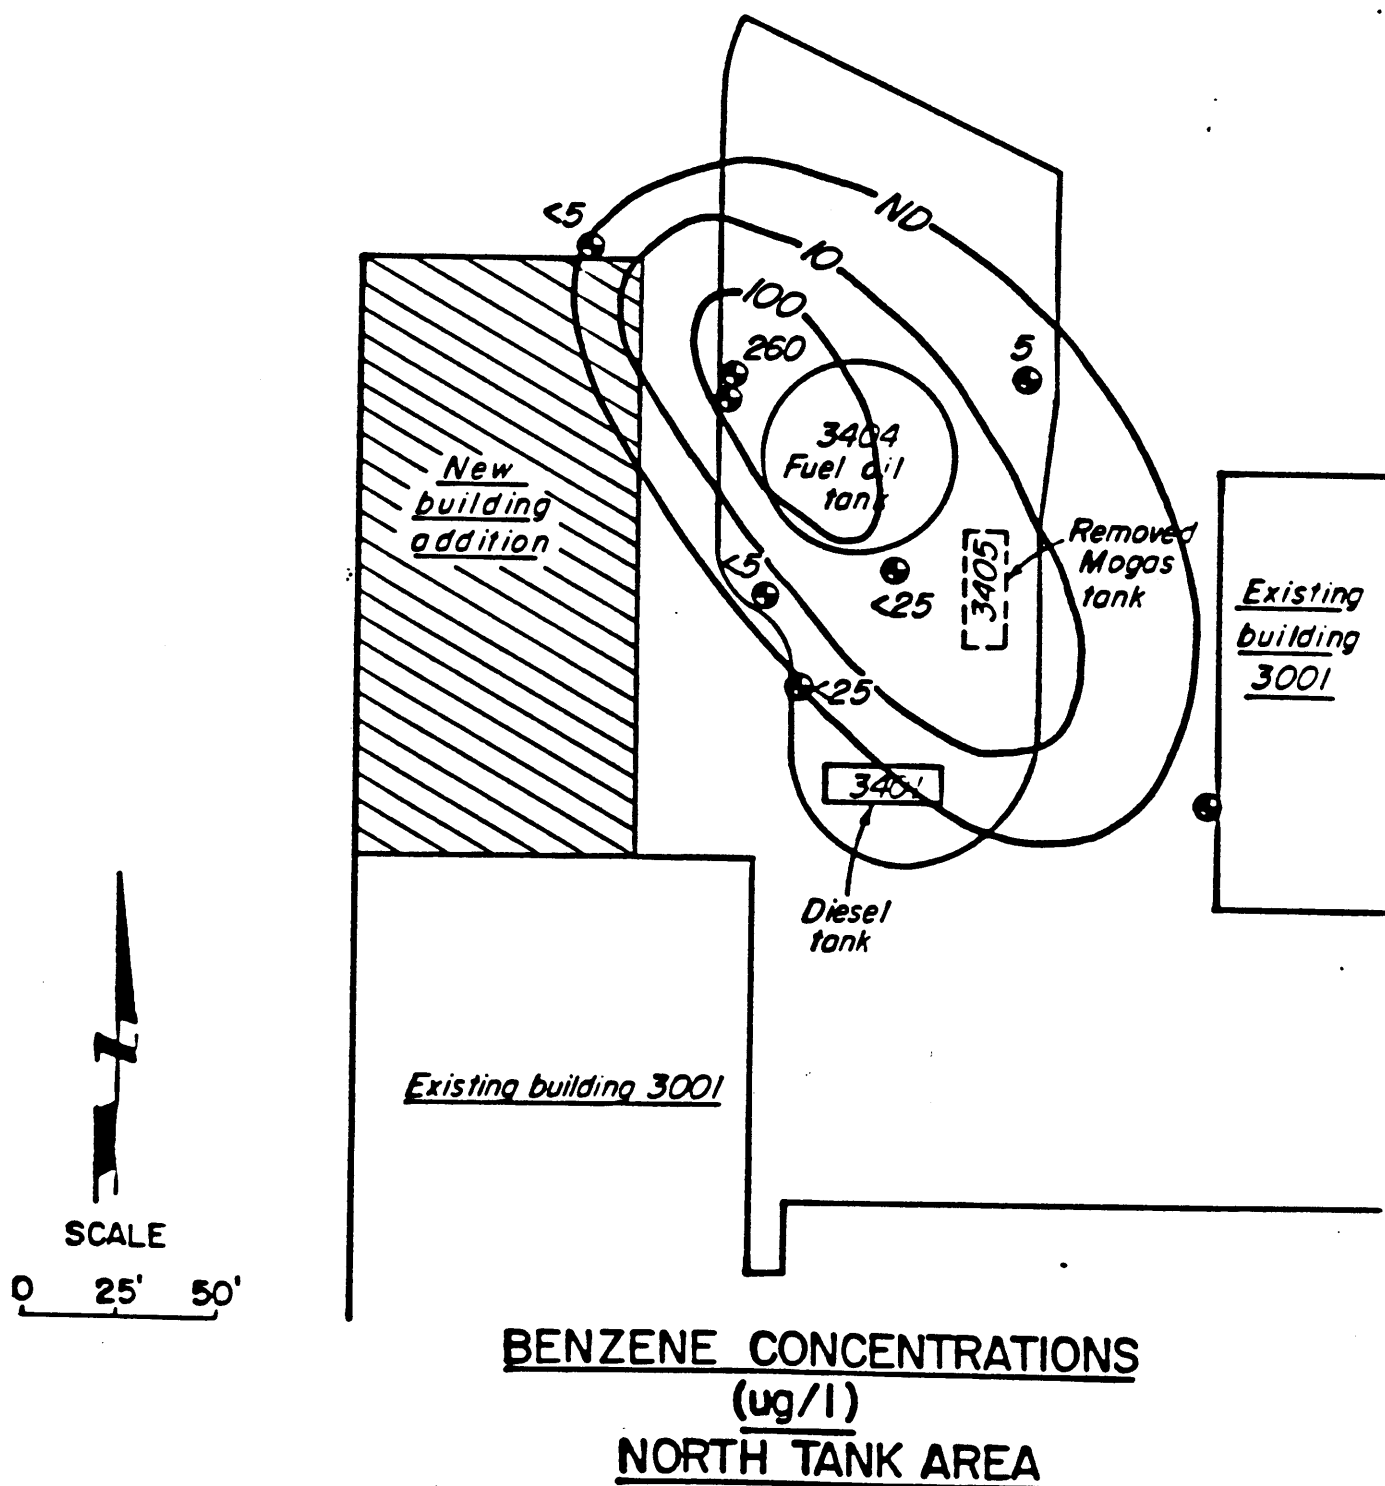 ND
<5
10
100
260
5
3404
Fuel oil
tank
New
building
addition
3405
Removed
Mogas
tank
<5
<25
Existing
building
3001
<25
Diesel
tank
Existing building 3001
SCALE
0 25' 50'
BENZENE CONCENTRATIONS
(ug/l)
NORTH TANK AREA